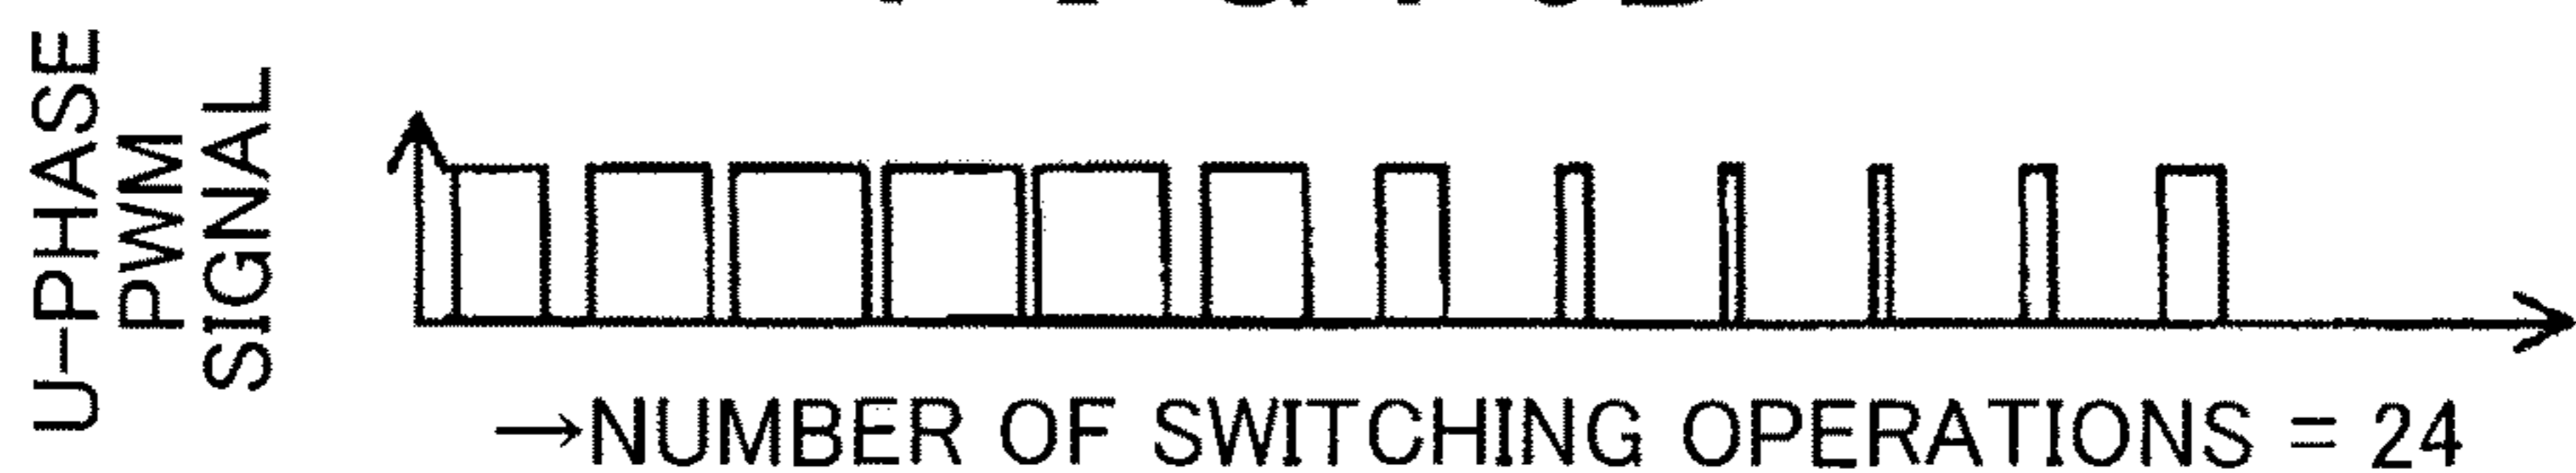 U-PHASE
PWM
SIGNAL
→NUMBER OF SWITCHING OPERATIONS = 24